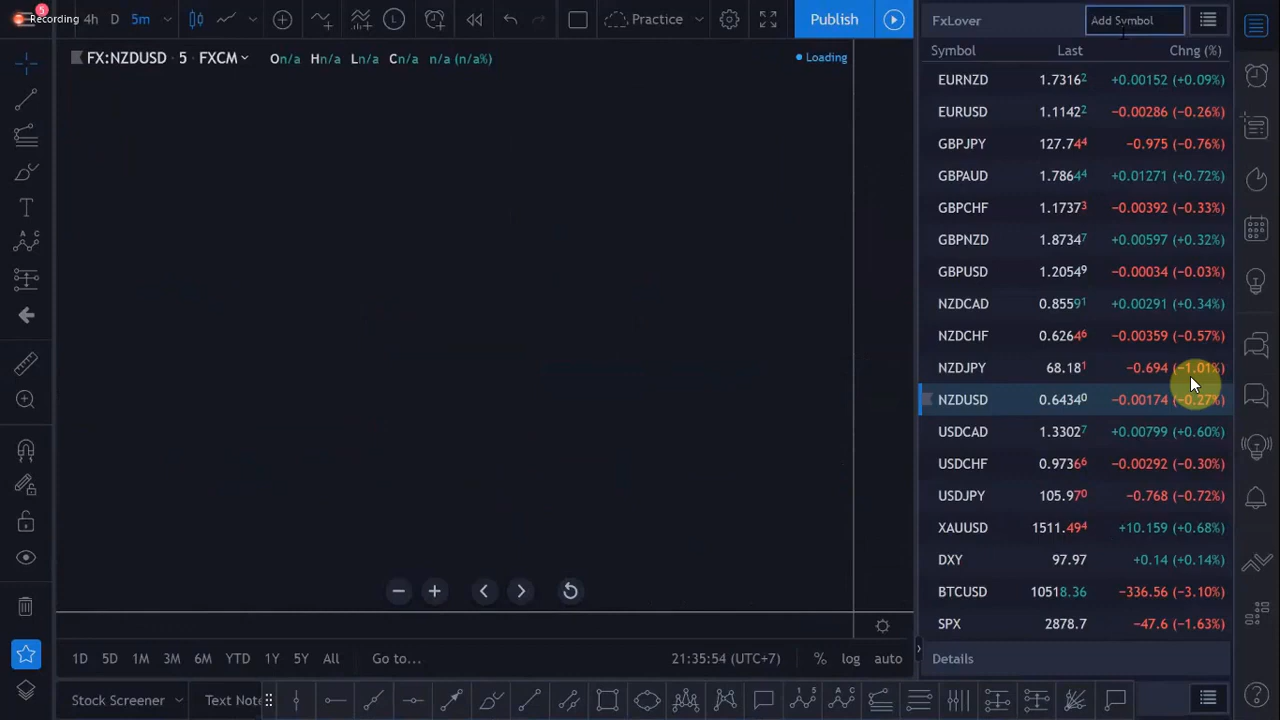 Recording 5 4h D 5m Practice Publish FxLover Add Symbol
FX:NZDUSD 5 FXCM On/a Hn/a Ln/a Cn/a n/a (n/a%) Loading
Symbol Last Chng (%)
EURNZD 1.73162 +0.00152 (+0.09%)
EURUSD 1.11422 −0.00286 (−0.26%)
GBPJPY 127.744 −0.975 (−0.76%)
GBPAUD 1.78644 +0.01271 (+0.72%)
GBPCHF 1.17373 −0.00392 (−0.33%)
GBPNZD 1.87347 +0.00597 (+0.32%)
GBPUSD 1.20549 −0.00034 (−0.03%)
NZDCAD 0.85591 +0.00291 (+0.34%)
NZDCHF 0.62646 −0.00359 (−0.57%)
NZDJPY 68.181 −0.694 (−1.01%)
NZDUSD 0.64340 −0.00174 (−0.27%)
USDCAD 1.33027 +0.00799 (+0.60%)
USDCHF 0.97366 −0.00292 (−0.30%)
USDJPY 105.970 −0.768 (−0.72%)
XAUUSD 1511.494 +10.159 (+0.68%)
DXY 97.97 +0.14 (+0.14%)
BTCUSD 10518.36 −336.56 (−3.10%)
SPX 2878.7 −47.6 (−1.63%)
1D 5D 1M 3M 6M YTD 1Y 5Y All Go to... 21:35:54 (UTC+7) % log auto Details
Stock Screener Text Note